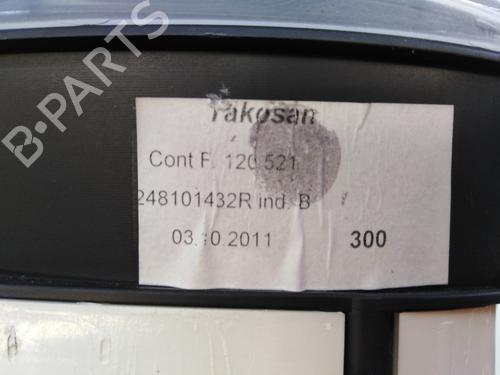 B-PARTS
Takosan
Cont F. 120.521
248101432R ind. B
03.10.2011 300